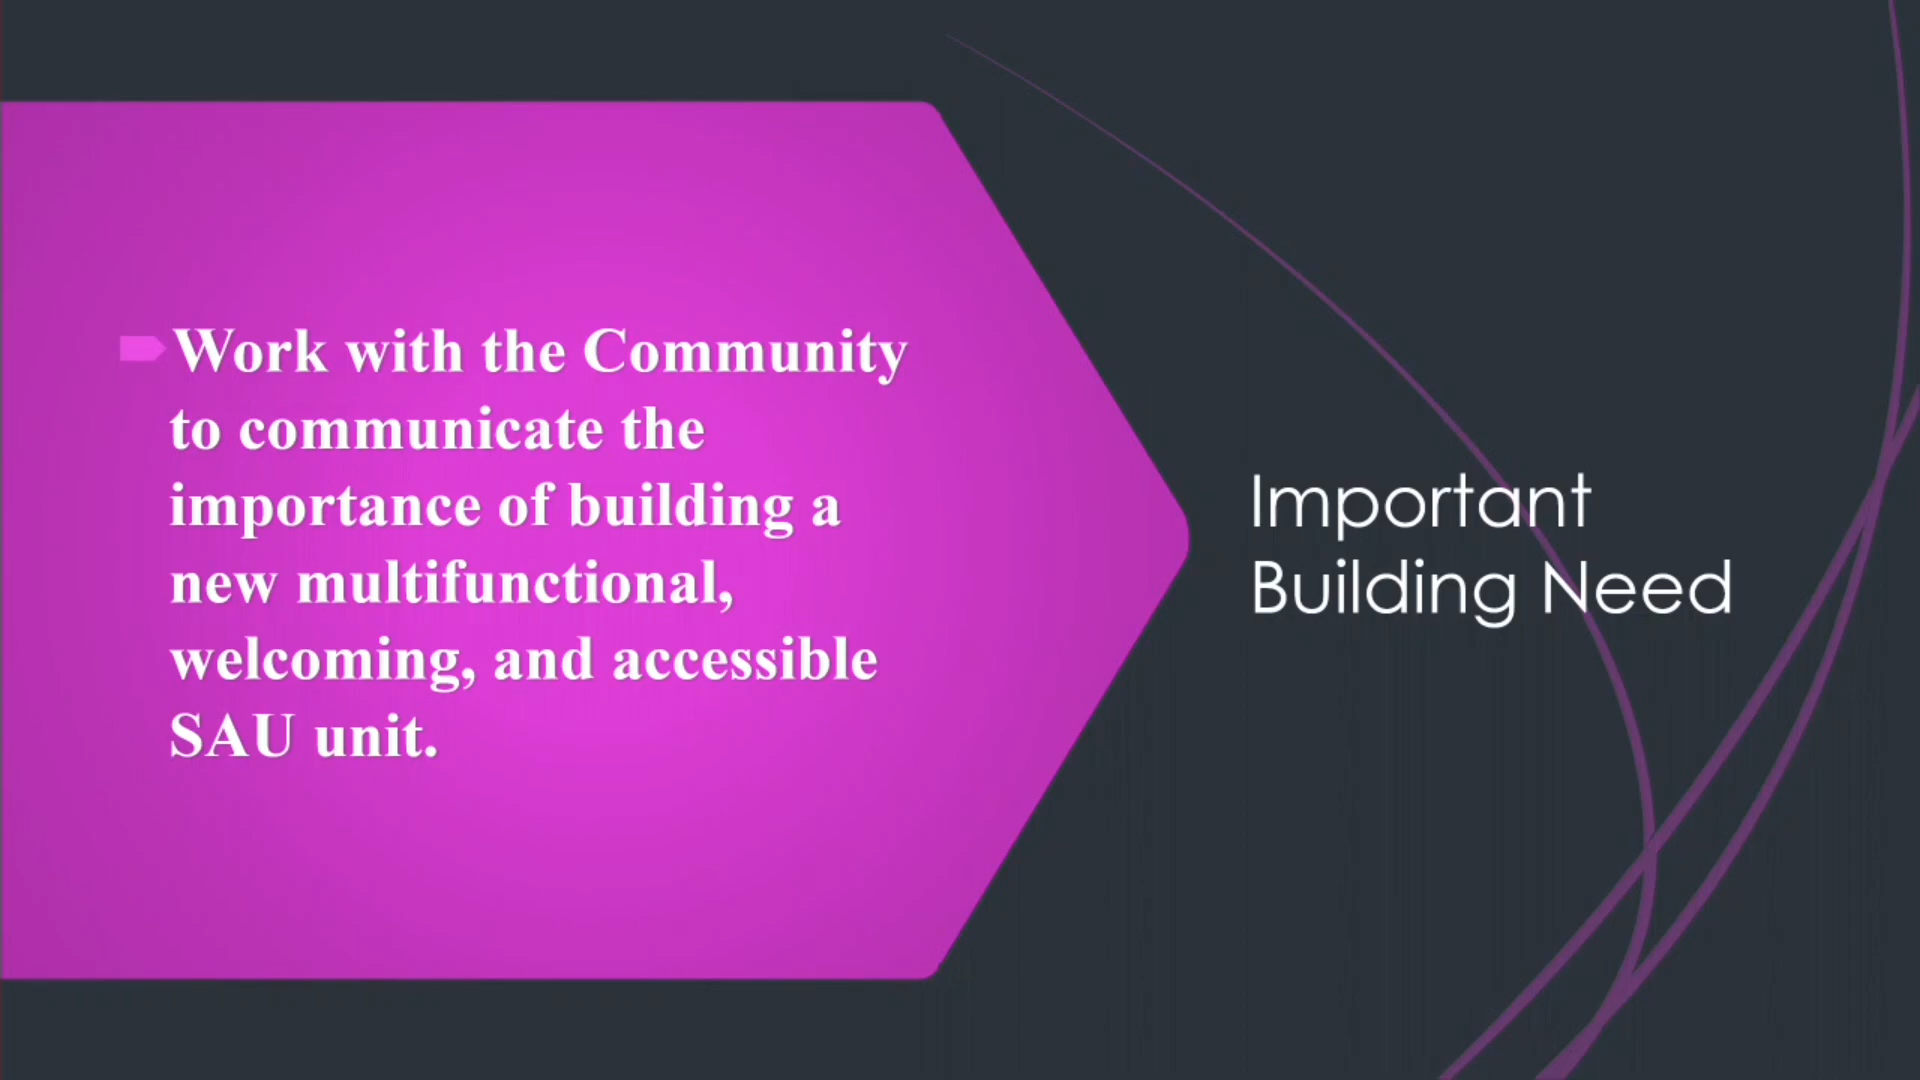 Work with the Community
to communicate the
importance of building a
new multifunctional,
welcoming, and accessible
SAU unit.
Important
Building Need